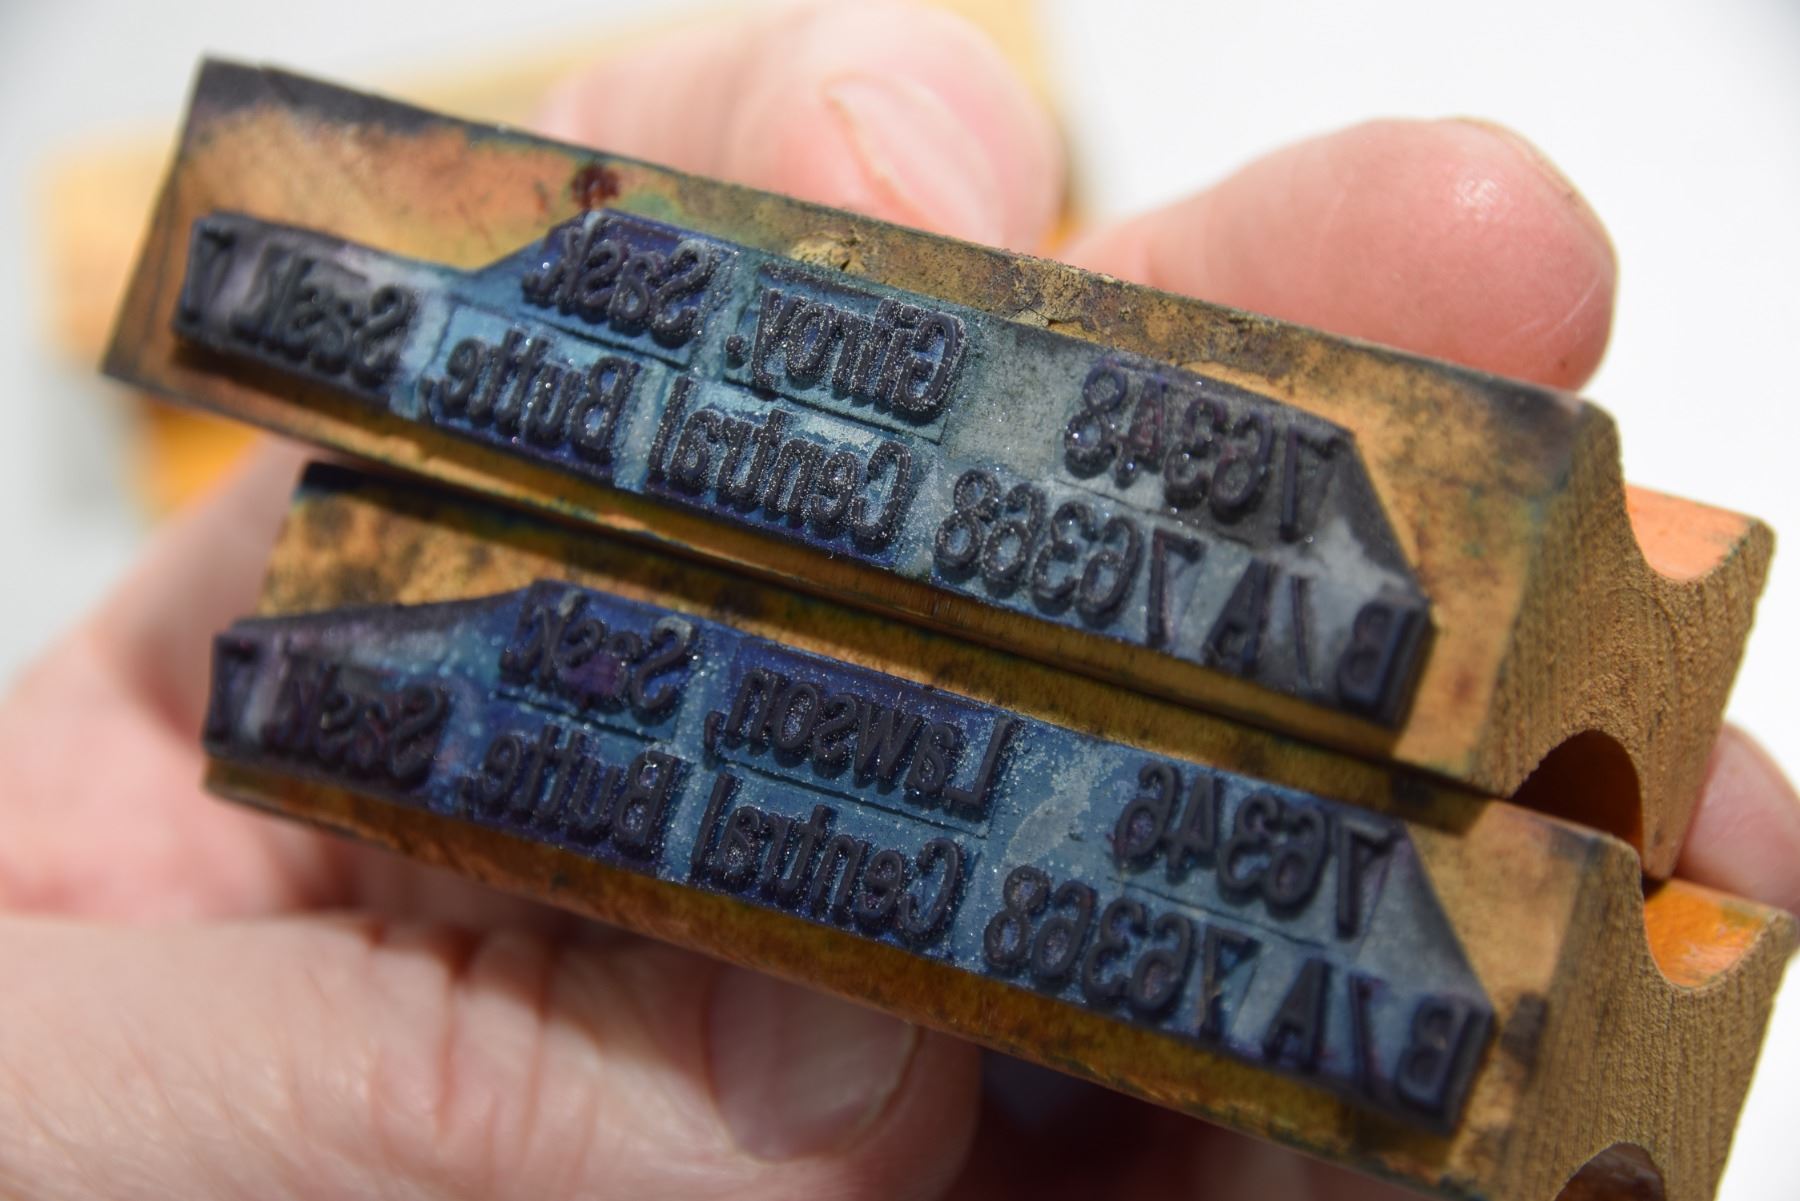 76348 Gilroy, Sask.
B/A 76368 Central Butte, Sask. 7
76346 Lawson, Sask
B/A 76368 Central Butte, Sask. 7